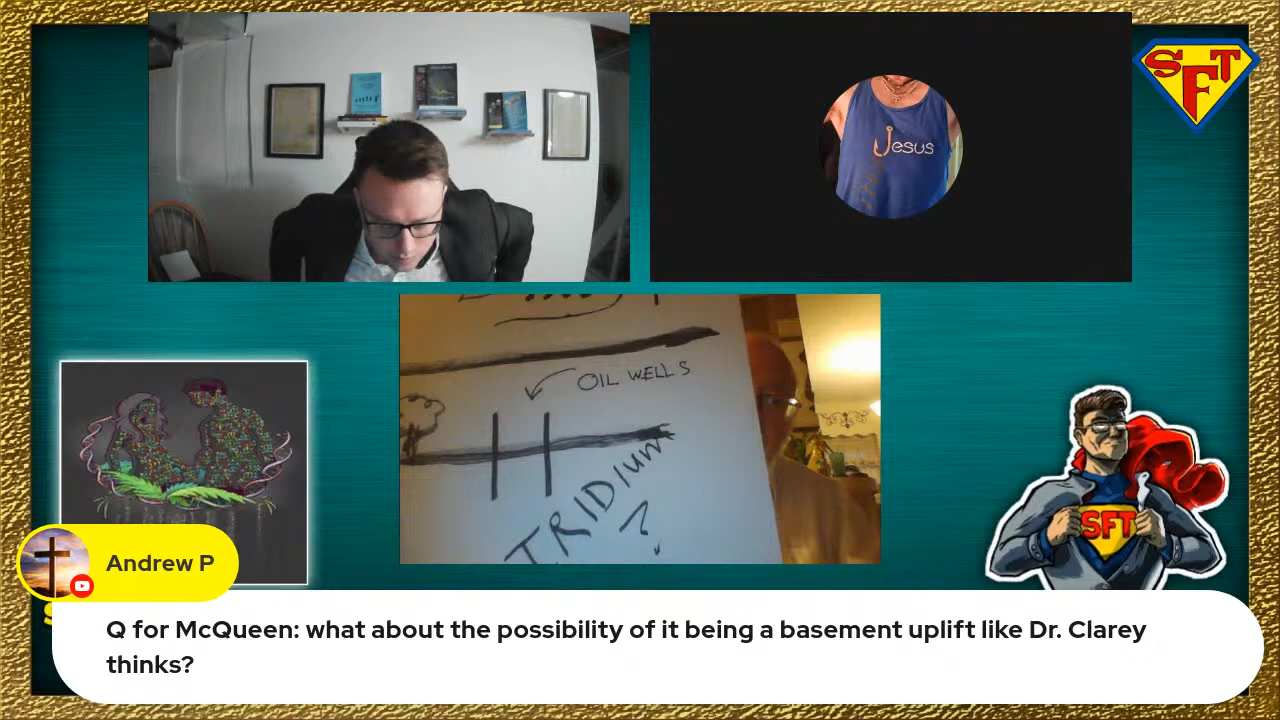 SFT
Jesus
OIL WELLS
IRIDIUM
?
SFT
Andrew P
Q for McQueen: what about the possibility of it being a basement uplift like Dr. Clarey
thinks?